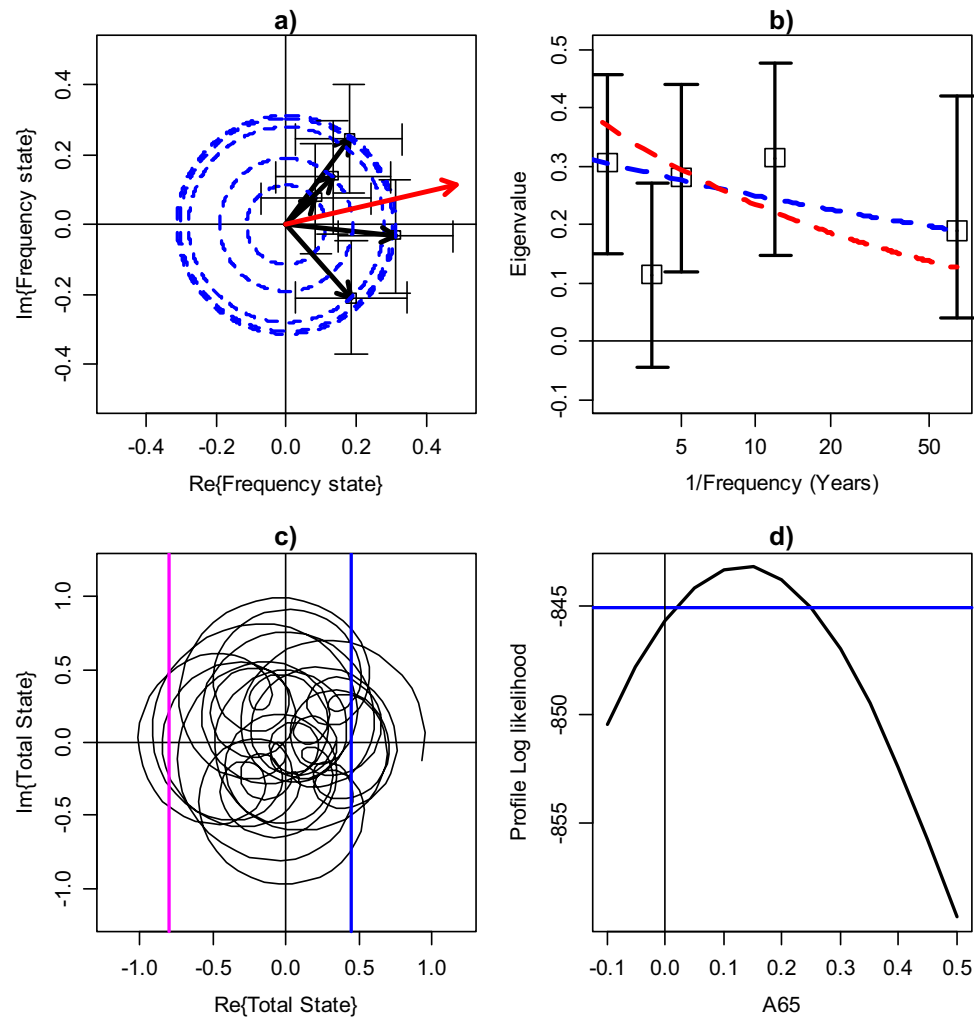 a)
Im{Frequency state}
0.4
0.2
0.0
-0.2
-0.4
-0.4 -0.2 0.0 0.2 0.4
Re{Frequency state}
b)
Eigenvalue
0.5
0.4
0.3
0.2
0.1
0.0
-0.1
5 10 20 50
1/Frequency (Years)
c)
Im{Total State}
1.0
0.5
0.0
-0.5
-1.0
-1.0 -0.5 0.0 0.5 1.0
Re{Total State}
d)
Profile Log likelihood
-845
-850
-855
-0.1 0.0 0.1 0.2 0.3 0.4 0.5
A65